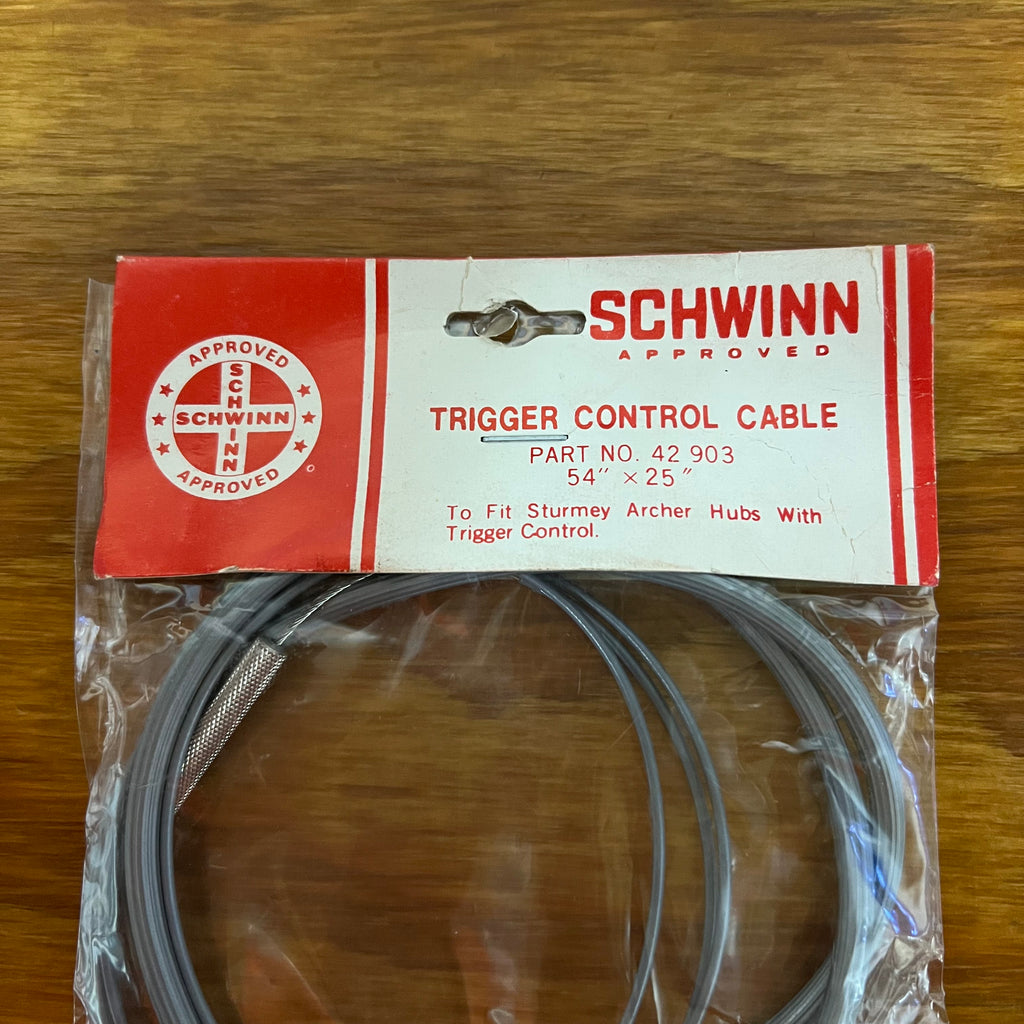 APPROVED
SCHWINN
SCHWINN
APPROVED
SCHWINN
APPROVED
TRIGGER CONTROL CABLE
PART NO. 42 903
54" × 25"
To Fit Sturmey Archer Hubs With
Trigger Control.